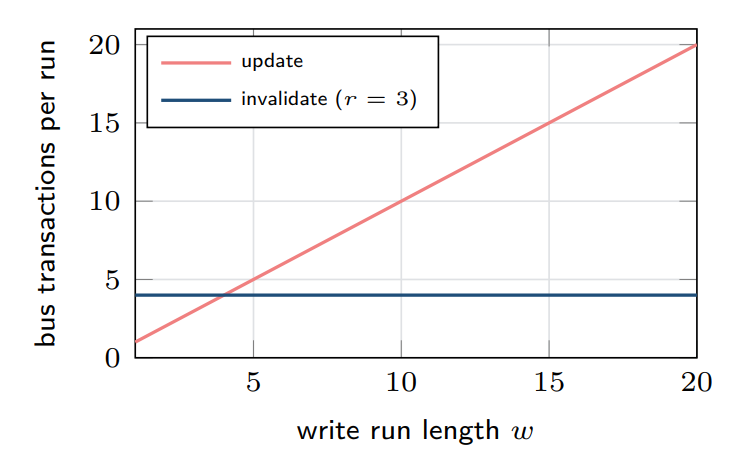 bus transactions per run
20
15
10
5
0
update
invalidate (r = 3)
5
10
15
20
write run length w